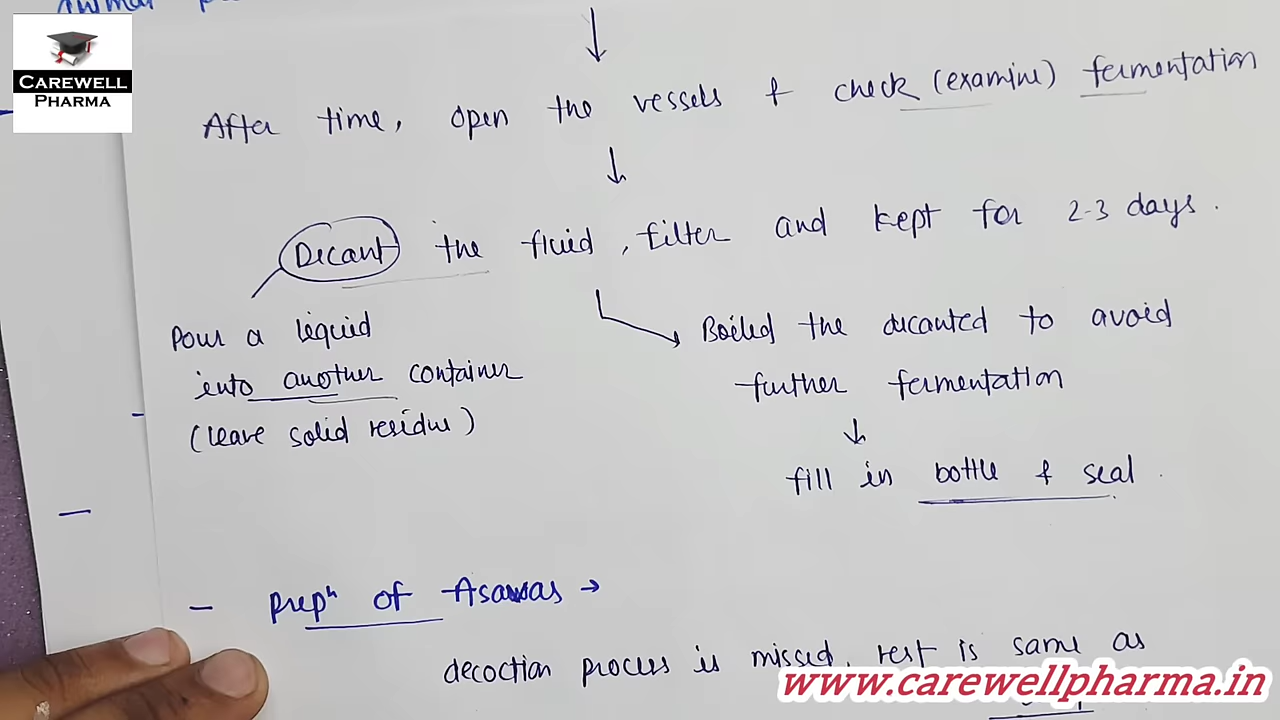 animal
CAREWELL
PHARMA
↓
After time, open the vessels & check (examine) fermentation
↓
Decant the fluid, filter and kept for 2-3 days.
Pour a liquid
into another container
(leave solid residue)
Boiled the decanted to avoid
further fermentation
↓
fill in bottle & seal.
- prepⁿ of Asawas →
decoction process is missed, rest is same as
www.carewellpharma.in